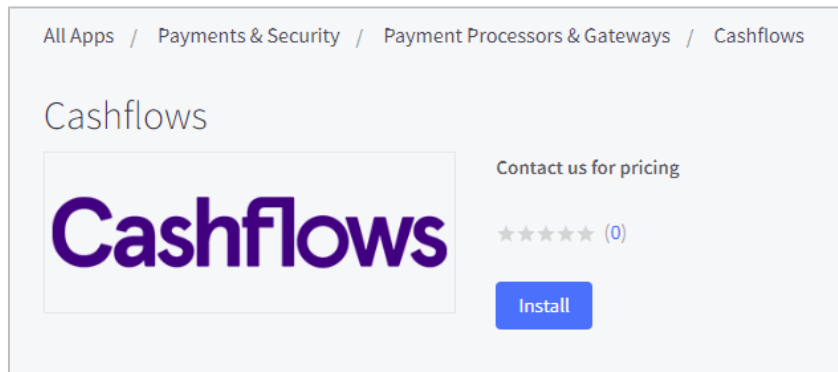 All Apps / Payments & Security / Payment Processors & Gateways / Cashflows
Cashflows
Cashflows
Contact us for pricing
(0)
Install